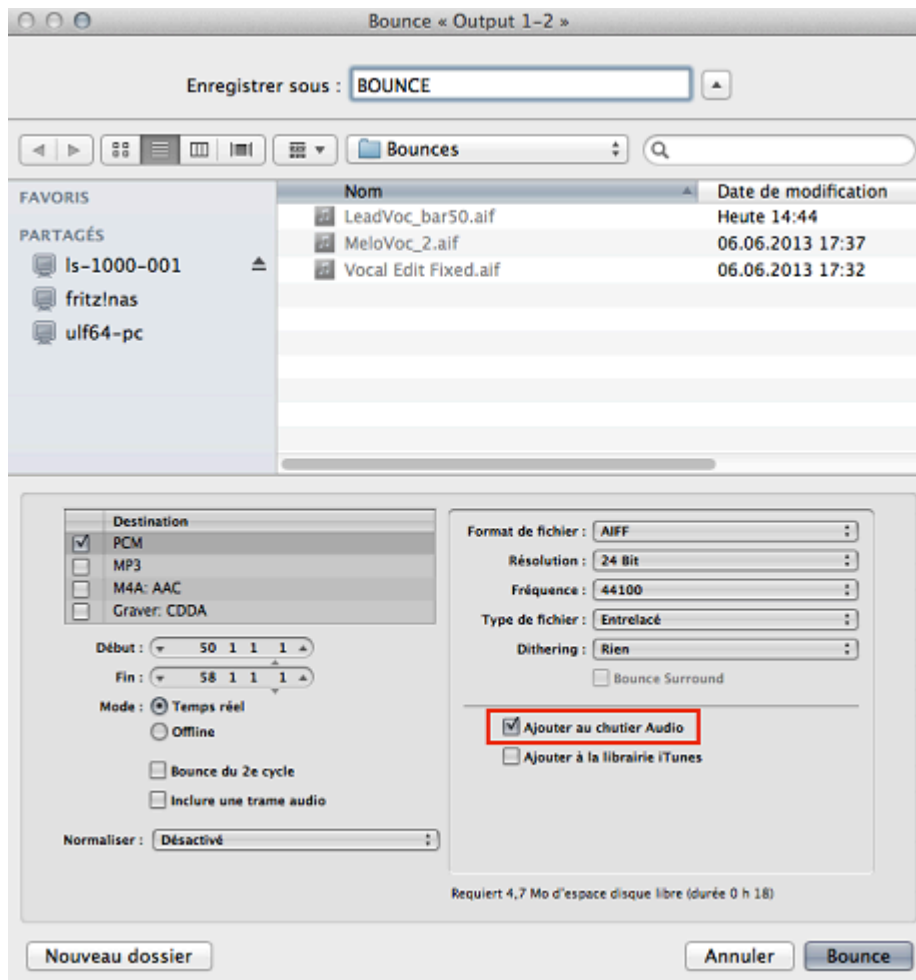 Bounce « Output 1-2 »
Enregistrer sous : BOUNCE
Bounces
FAVORIS
PARTAGÉS
ls-1000-001
fritz!nas
ulf64-pc
Nom Date de modification
LeadVoc_bar50.aif Heute 14:44
MeloVoc_2.aif 06.06.2013 17:37
Vocal Edit Fixed.aif 06.06.2013 17:32
Destination
PCM
MP3
M4A: AAC
Graver: CDDA
Début : 50 1 1 1
Fin : 58 1 1 1
Mode : Temps réel
Offline
Bounce du 2e cycle
Inclure une trame audio
Normaliser : Désactivé
Format de fichier : AIFF
Résolution : 24 Bit
Fréquence : 44100
Type de fichier : Entrelacé
Dithering : Rien
Bounce Surround
Ajouter au chutier Audio
Ajouter à la librairie iTunes
Requiert 4,7 Mo d'espace disque libre (durée 0 h 18)
Nouveau dossier Annuler Bounce